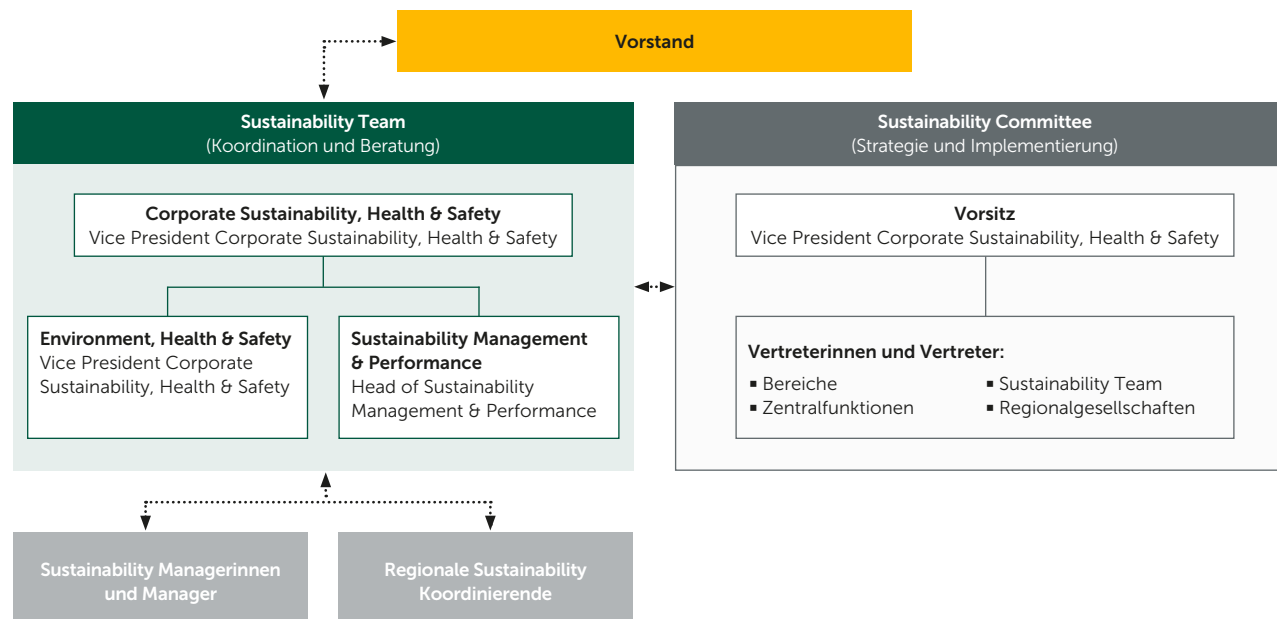 Vorstand
Sustainability Team
(Koordination und Beratung)
Corporate Sustainability, Health & Safety
Vice President Corporate Sustainability, Health & Safety
Environment, Health & Safety
Vice President Corporate
Sustainability, Health & Safety
Sustainability Management
& Performance
Head of Sustainability
Management & Performance
Sustainability Committee
(Strategie und Implementierung)
Vorsitz
Vice President Corporate Sustainability, Health & Safety
Vertreterinnen und Vertreter:
▪ Bereiche
▪ Zentralfunktionen
▪ Sustainability Team
▪ Regionalgesellschaften
Sustainability Managerinnen
und Manager
Regionale Sustainability
Koordinierende